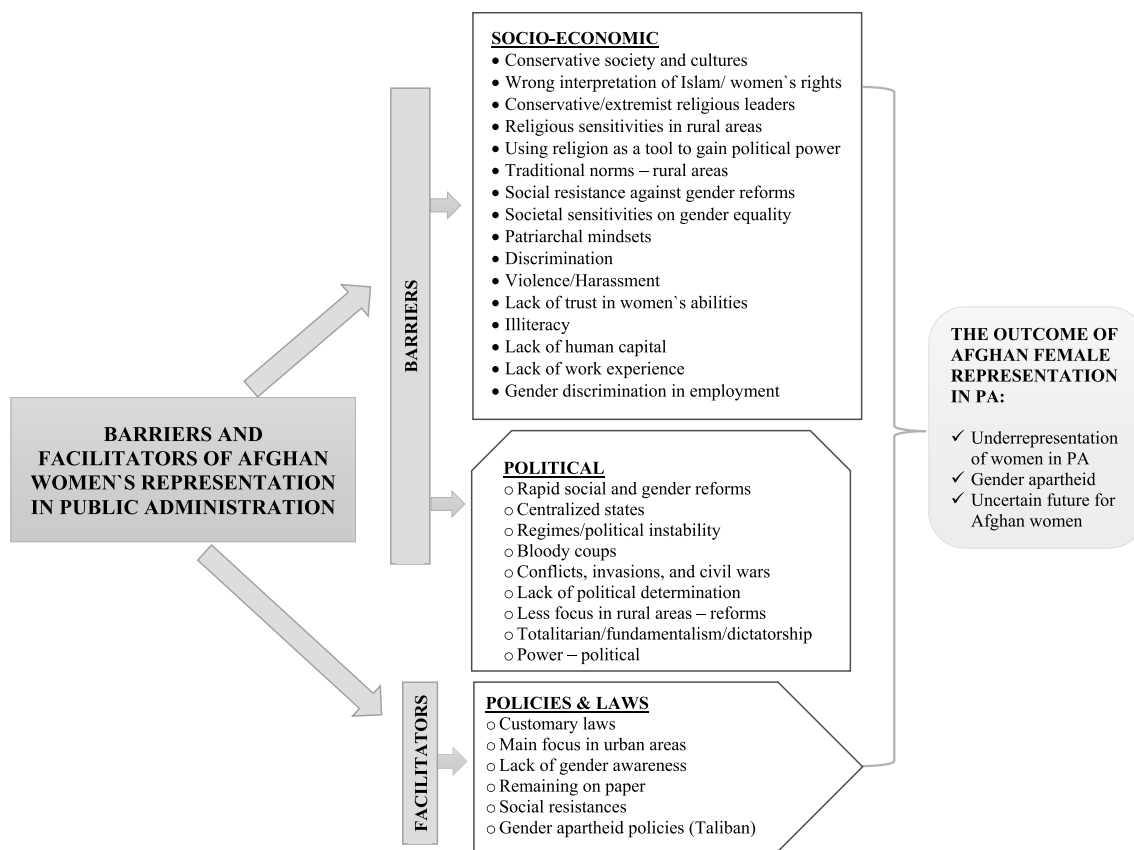 BARRIERS AND
FACILITATORS OF AFGHAN
WOMEN`S REPRESENTATION
IN PUBLIC ADMINISTRATION
BARRIERS
SOCIO-ECONOMIC
• Conservative society and cultures
• Wrong interpretation of Islam/ women`s rights
• Conservative/extremist religious leaders
• Religious sensitivities in rural areas
• Using religion as a tool to gain political power
• Traditional norms – rural areas
• Social resistance against gender reforms
• Societal sensitivities on gender equality
• Patriarchal mindsets
• Discrimination
• Violence/Harassment
• Lack of trust in women`s abilities
• Illiteracy
• Lack of human capital
• Lack of work experience
• Gender discrimination in employment
POLITICAL
o Rapid social and gender reforms
o Centralized states
o Regimes/political instability
o Bloody coups
o Conflicts, invasions, and civil wars
o Lack of political determination
o Less focus in rural areas – reforms
o Totalitarian/fundamentalism/dictatorship
o Power – political
FACILITATORS
POLICIES & LAWS
o Customary laws
o Main focus in urban areas
o Lack of gender awareness
o Remaining on paper
o Social resistances
o Gender apartheid policies (Taliban)
THE OUTCOME OF
AFGHAN FEMALE
REPRESENTATION
IN PA:
✓ Underrepresentation
of women in PA
✓ Gender apartheid
✓ Uncertain future for
Afghan women